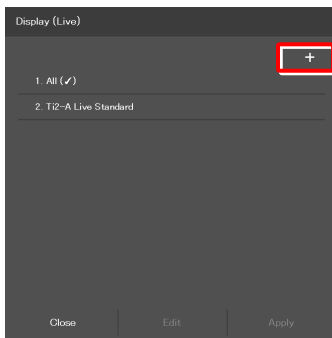 Display (Live)
+
1. All (✓)
2. Ti2-A Live Standard
Close Edit Apply